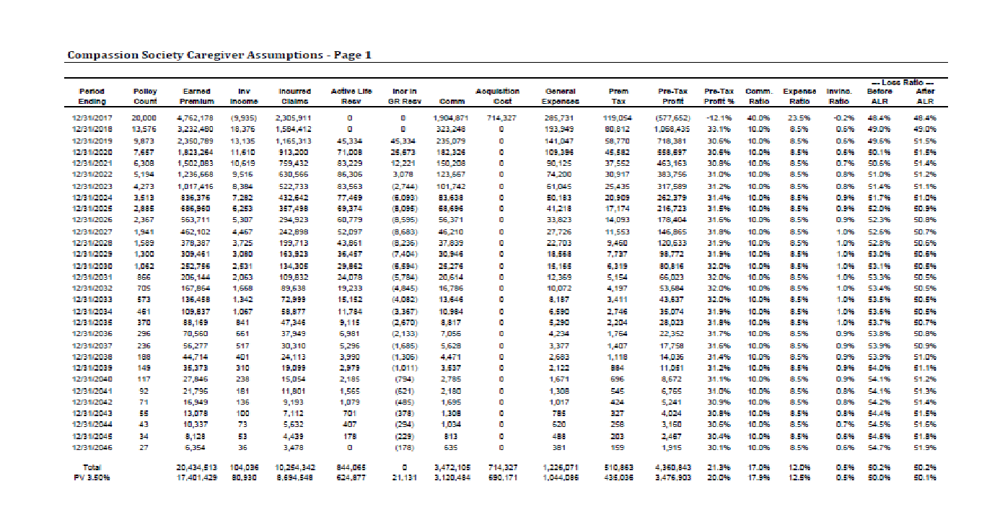 Compassion Society Caregiver Assumptions - Page 1
--- Loss Ratio ---
Period Policy Earned Inv Incurred Active Life Incr in Acquisition General Prem Pre-Tax Pre-Tax Comm. Expense Invinc. Before After
Ending Count Premium Income Claims Resv GR Resv Comm Cost Expenses Tax Profit Profit % Ratio Ratio Ratio ALR ALR
12/31/2017 20,000 4,762,178 (9,935) 2,305,911 0 0 1,904,871 714,327 285,731 119,054 (577,652) -12.1% 40.0% 23.5% -0.2% 48.4% 48.4%
12/31/2018 13,576 3,232,480 18,376 1,584,412 0 0 323,248 0 193,949 80,812 1,068,435 33.1% 10.0% 8.5% 0.6% 49.0% 49.0%
12/31/2019 9,873 2,350,789 13,135 1,165,313 45,334 45,334 235,079 0 141,047 58,770 718,381 30.6% 10.0% 8.5% 0.6% 49.6% 51.5%
12/31/2020 7,657 1,823,264 11,610 913,200 71,008 25,673 182,326 0 109,396 45,582 558,697 30.6% 10.0% 8.5% 0.6% 50.1% 51.5%
12/31/2021 6,308 1,502,083 10,619 759,432 83,229 12,221 150,208 0 90,125 37,552 463,163 30.8% 10.0% 8.5% 0.7% 50.6% 51.4%
12/31/2022 5,194 1,236,668 9,516 630,566 86,306 3,078 123,667 0 74,200 30,917 383,756 31.0% 10.0% 8.5% 0.8% 51.0% 51.2%
12/31/2023 4,273 1,017,416 8,384 522,733 83,563 (2,744) 101,742 0 61,045 25,435 317,589 31.2% 10.0% 8.5% 0.8% 51.4% 51.1%
12/31/2024 3,513 836,376 7,282 432,642 77,469 (6,093) 83,638 0 50,183 20,909 262,379 31.4% 10.0% 8.5% 0.9% 51.7% 51.0%
12/31/2025 2,885 686,960 6,253 357,498 69,374 (8,095) 68,696 0 41,218 17,174 216,723 31.5% 10.0% 8.5% 0.9% 52.0% 50.9%
12/31/2026 2,367 563,711 5,307 294,923 60,779 (8,595) 56,371 0 33,823 14,093 178,404 31.6% 10.0% 8.5% 0.9% 52.3% 50.8%
12/31/2027 1,941 462,102 4,467 242,898 52,097 (8,683) 46,210 0 27,726 11,553 146,865 31.8% 10.0% 8.5% 1.0% 52.6% 50.7%
12/31/2028 1,589 378,387 3,725 199,713 43,861 (8,236) 37,839 0 22,703 9,460 120,633 31.9% 10.0% 8.5% 1.0% 52.8% 50.6%
12/31/2029 1,300 309,461 3,080 163,923 36,457 (7,404) 30,946 0 18,568 7,737 98,772 31.9% 10.0% 8.5% 1.0% 53.0% 50.6%
12/31/2030 1,062 252,756 2,531 134,305 29,862 (6,594) 25,276 0 15,165 6,319 80,816 32.0% 10.0% 8.5% 1.0% 53.1% 50.5%
12/31/2031 866 206,144 2,063 109,832 24,078 (5,784) 20,614 0 12,369 5,154 66,023 32.0% 10.0% 8.5% 1.0% 53.3% 50.5%
12/31/2032 705 167,864 1,668 89,638 19,233 (4,845) 16,786 0 10,072 4,197 53,684 32.0% 10.0% 8.5% 1.0% 53.4% 50.5%
12/31/2033 573 136,458 1,342 72,999 15,152 (4,082) 13,646 0 8,187 3,411 43,637 32.0% 10.0% 8.5% 1.0% 53.5% 50.5%
12/31/2034 461 109,837 1,067 58,877 11,784 (3,367) 10,984 0 6,590 2,746 35,074 31.9% 10.0% 8.5% 1.0% 53.6% 50.5%
12/31/2035 370 88,169 841 47,346 9,115 (2,670) 8,817 0 5,290 2,204 28,023 31.8% 10.0% 8.5% 1.0% 53.7% 50.7%
12/31/2036 296 70,560 661 37,949 6,981 (2,133) 7,056 0 4,234 1,764 22,352 31.7% 10.0% 8.5% 0.9% 53.8% 50.8%
12/31/2037 236 56,277 517 30,310 5,296 (1,685) 5,628 0 3,377 1,407 17,758 31.6% 10.0% 8.5% 0.9% 53.9% 50.9%
12/31/2038 188 44,714 401 24,113 3,990 (1,306) 4,471 0 2,683 1,118 14,036 31.4% 10.0% 8.5% 0.9% 53.9% 51.0%
12/31/2039 149 35,373 310 19,099 2,979 (1,011) 3,537 0 2,122 884 11,051 31.2% 10.0% 8.5% 0.9% 54.0% 51.1%
12/31/2040 117 27,846 238 15,054 2,185 (794) 2,785 0 1,671 696 8,672 31.1% 10.0% 8.5% 0.9% 54.1% 51.2%
12/31/2041 92 21,796 181 11,801 1,565 (621) 2,180 0 1,308 545 6,765 31.0% 10.0% 8.5% 0.8% 54.1% 51.3%
12/31/2042 71 16,949 136 9,193 1,079 (485) 1,695 0 1,017 424 5,241 30.9% 10.0% 8.5% 0.8% 54.2% 51.4%
12/31/2043 55 13,078 100 7,112 701 (378) 1,308 0 785 327 4,024 30.8% 10.0% 8.5% 0.8% 54.4% 51.5%
12/31/2044 43 10,337 73 5,632 407 (294) 1,034 0 620 258 3,160 30.6% 10.0% 8.5% 0.7% 54.5% 51.6%
12/31/2045 34 8,128 53 4,439 178 (229) 813 0 488 203 2,467 30.4% 10.0% 8.5% 0.6% 54.6% 51.8%
12/31/2046 27 6,354 36 3,478 0 (178) 635 0 381 159 1,915 30.1% 10.0% 8.5% 0.6% 54.7% 51.9%
Total 20,434,513 104,036 10,254,342 844,065 0 3,472,105 714,327 1,226,071 510,863 4,360,843 21.3% 17.0% 12.0% 0.5% 50.2% 50.2%
PV 3.50% 17,401,429 80,930 8,694,548 624,877 21,131 3,120,484 690,171 1,044,086 435,036 3,476,903 20.0% 17.9% 12.5% 0.5% 50.0% 50.1%